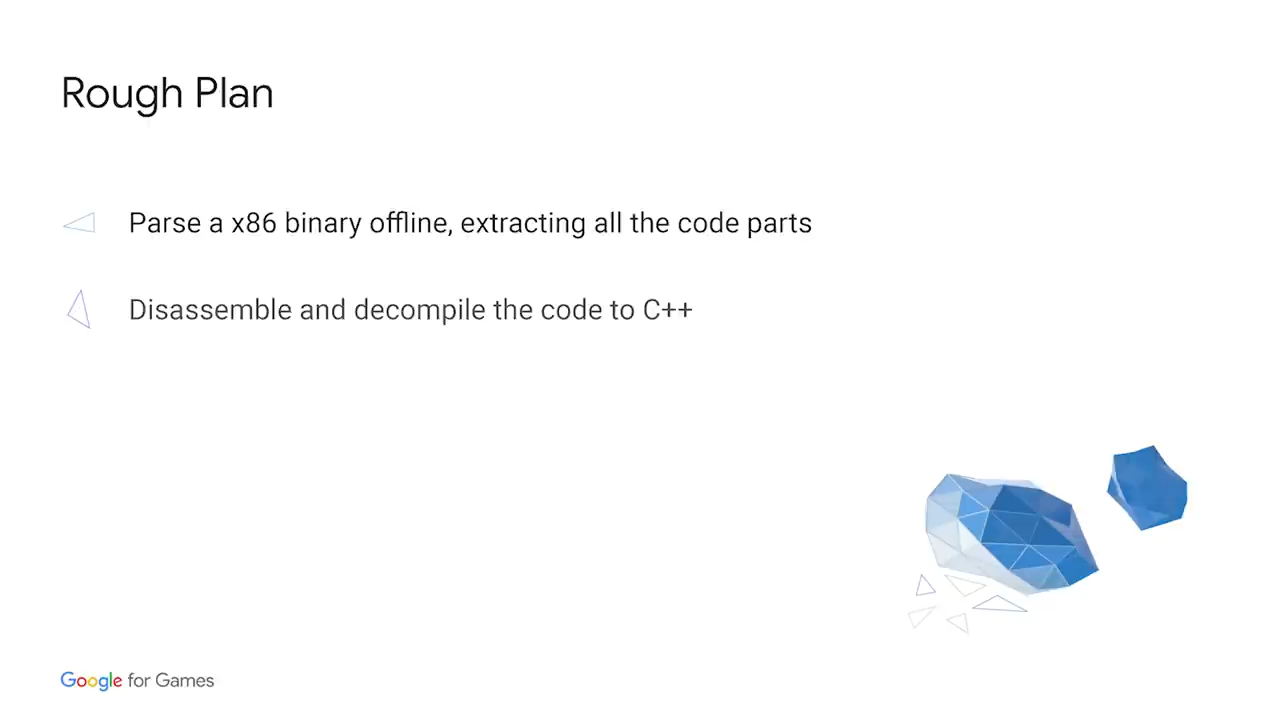 Rough Plan
Parse a x86 binary offline, extracting all the code parts
Disassemble and decompile the code to C++
Google for Games